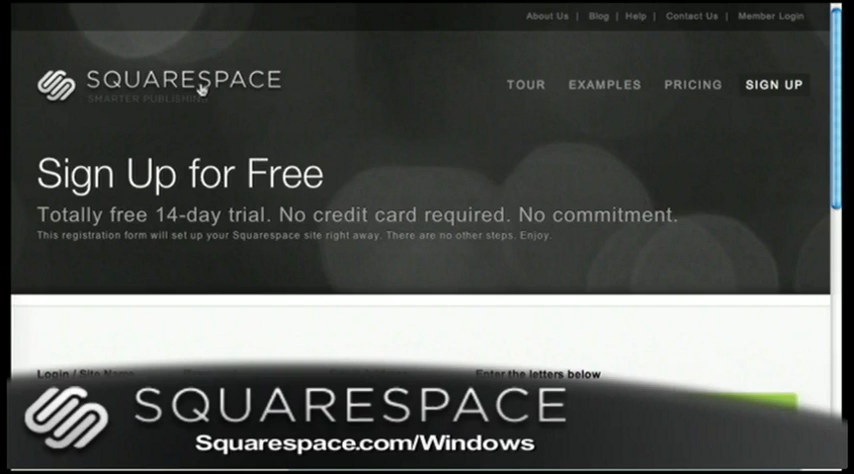 About Us | Blog | Help | Contact Us | Member Login
SQUARESPACE
SMARTER PUBLISHING
TOUR EXAMPLES PRICING SIGN UP
Sign Up for Free
Totally free 14-day trial. No credit card required. No commitment.
This registration form will set up your Squarespace site right away. There are no other steps. Enjoy.
Login / Site Name
Enter the letters below
SQUARESPACE
Squarespace.com/Windows